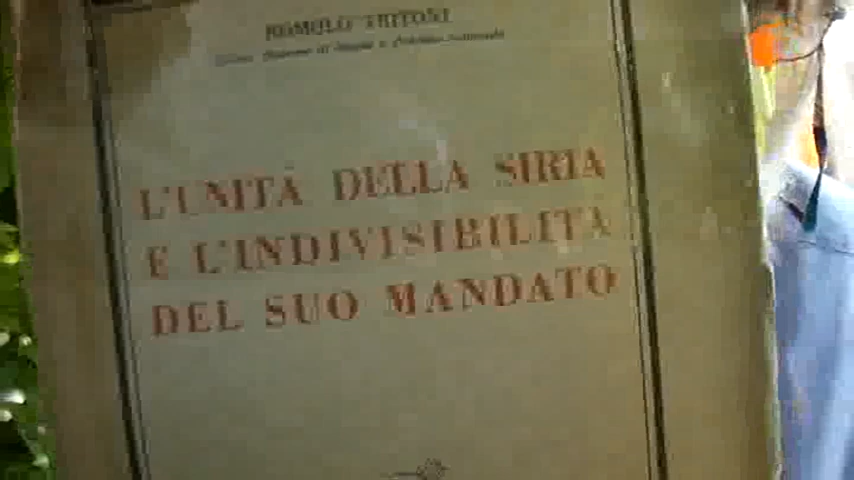 ROMOLO TRITONI
L'UNITÀ DELLA SIRIA
E L'INDIVISIBILITÀ
DEL SUO MANDATO